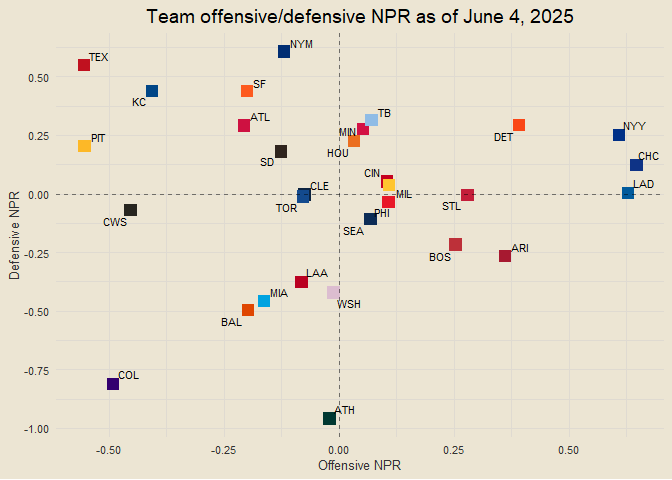 Team offensive/defensive NPR as of June 4, 2025
NYM
TEX
SF
KC
ATL
TB
MIN
NYY
DET
PIT
HOU
SD
CHC
CIN
CLE
LAD
MIL
TOR
STL
PHI
CWS
SEA
ARI
BOS
LAA
MIA
WSH
BAL
COL
ATH
0.50
0.25
0.00
-0.25
-0.50
-0.75
-1.00
Defensive NPR
-0.50
-0.25
0.00
0.25
0.50
Offensive NPR